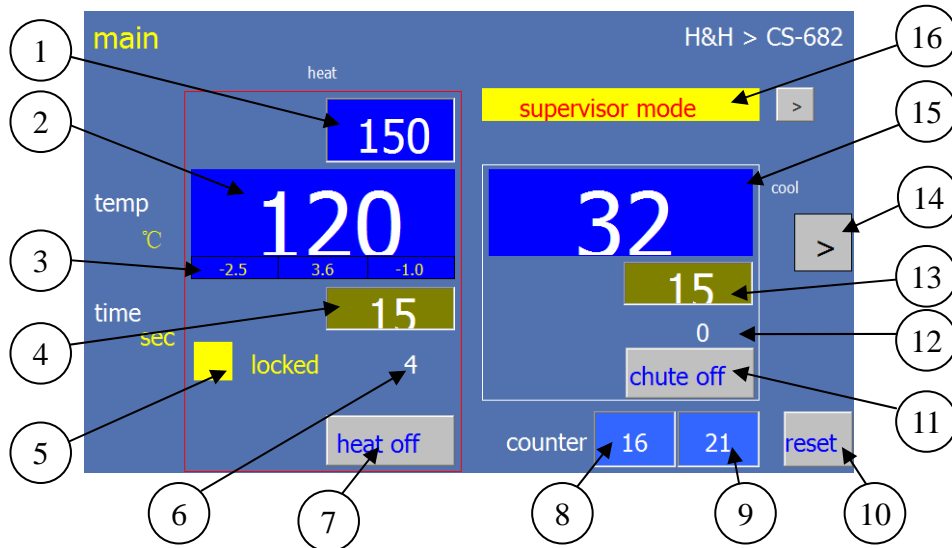 main
H&H > CS-682
16
1
heat
supervisor mode
>
150
15
2
cool
temp
120
32
14
℃
>
3
-2.5 3.6 -1.0
13
time
15
15
sec
12
4
0
locked
4
chute off
5
11
heat off
counter
16
21
reset
6
7
8
9
10